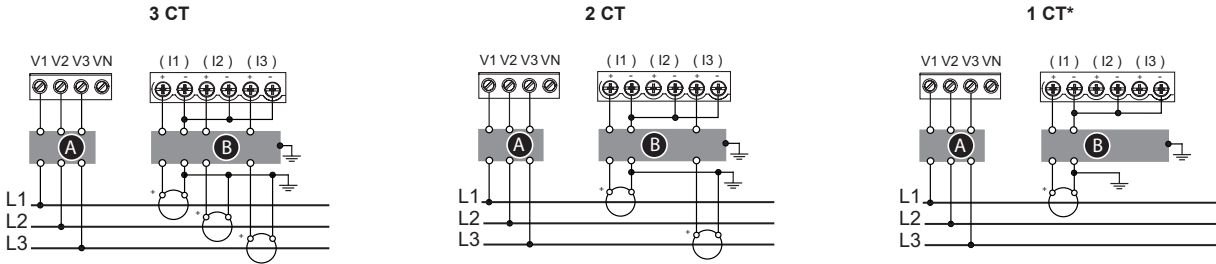 3 CT
V1 V2 V3 VN
( I1 ) ( I2 ) ( I3 )
+ - + - + -
A
B
+
+
+
L1
L2
L3
2 CT
V1 V2 V3 VN
( I1 ) ( I2 ) ( I3 )
+ - + - + -
A
B
+
+
L1
L2
L3
1 CT*
V1 V2 V3 VN
( I1 ) ( I2 ) ( I3 )
+ - + - + -
A
B
+
L1
L2
L3